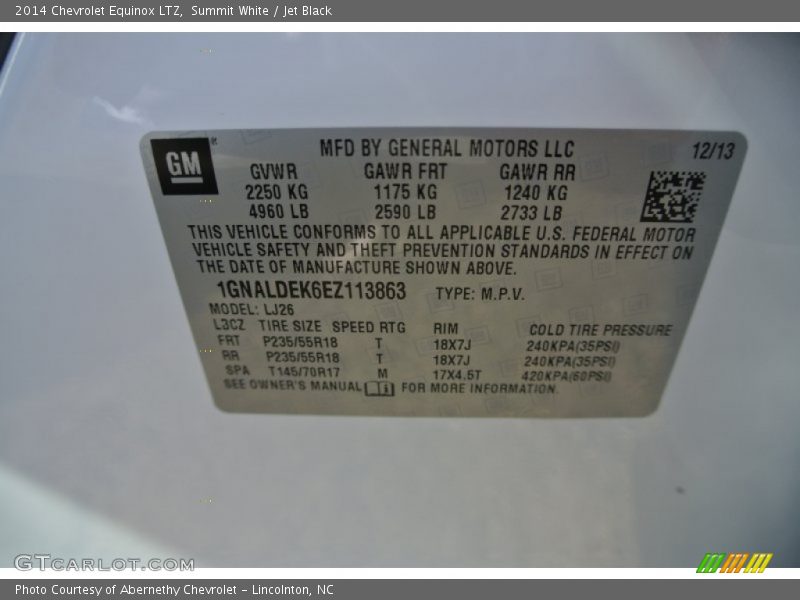 2014 Chevrolet Equinox LTZ, Summit White / Jet Black
GM
MFD BY GENERAL MOTORS LLC 12/13
GVWR GAWR FRT GAWR RR
2250 KG 1175 KG 1240 KG
4960 LB 2590 LB 2733 LB
THIS VEHICLE CONFORMS TO ALL APPLICABLE U.S. FEDERAL MOTOR
VEHICLE SAFETY AND THEFT PREVENTION STANDARDS IN EFFECT ON
THE DATE OF MANUFACTURE SHOWN ABOVE.
1GNALDEK6EZ113863 TYPE: M.P.V.
MODEL: LJ26
L3CZ TIRE SIZE SPEED RTG RIM COLD TIRE PRESSURE
FRT P235/55R18 T 18X7J 240KPA(35PSI)
RR P235/55R18 T 18X7J 240KPA(35PSI)
SPA T145/70R17 M 17X4.5T 420KPA(60PSI)
SEE OWNER'S MANUAL FOR MORE INFORMATION.
GTCARLOT.COM
Photo Courtesy of Abernethy Chevrolet – Lincolnton, NC